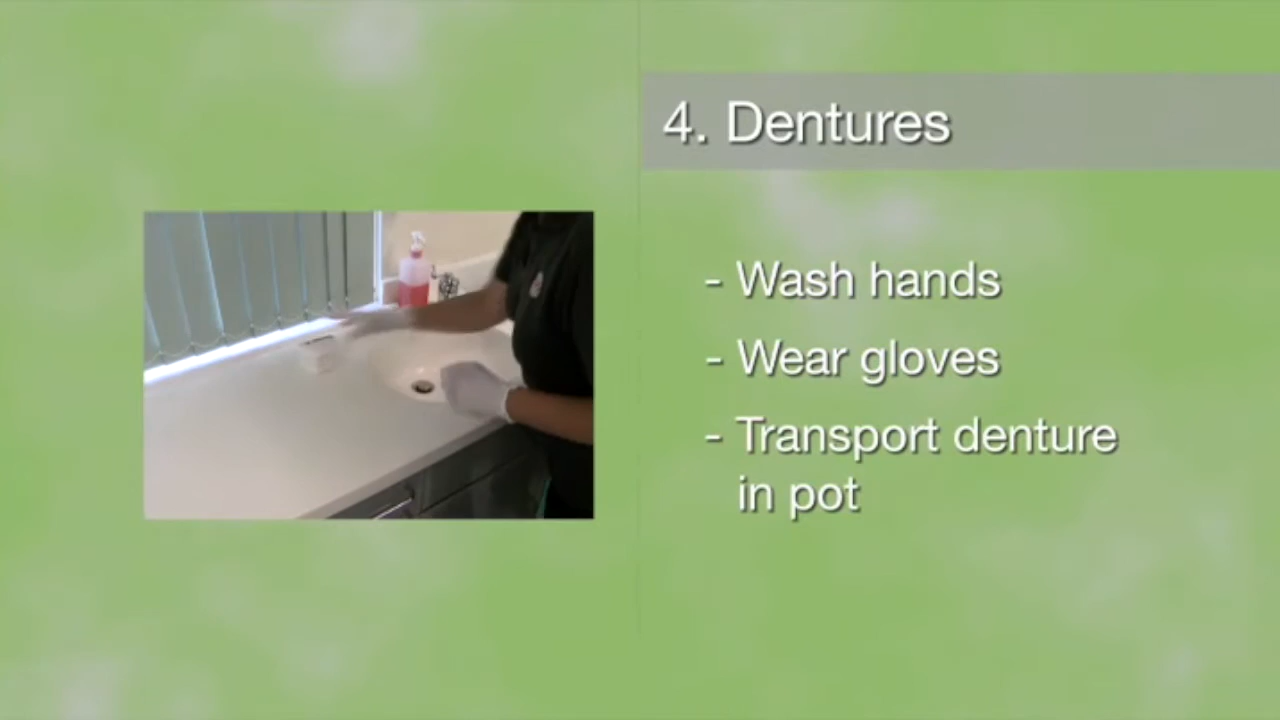 4. Dentures
- Wash hands
- Wear gloves
- Transport denture
in pot